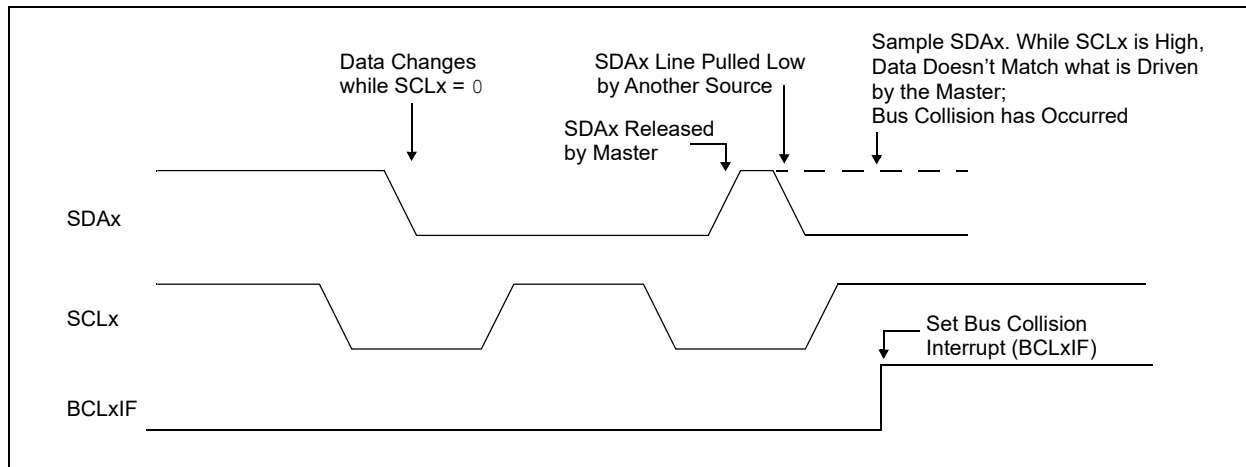 Data Changes
while SCLx = 0
SDAx Line Pulled Low
by Another Source
Sample SDAx. While SCLx is High,
Data Doesn’t Match what is Driven
by the Master;
Bus Collision has Occurred
SDAx Released
by Master
SDAx
SCLx
Set Bus Collision
Interrupt (BCLxIF)
BCLxIF